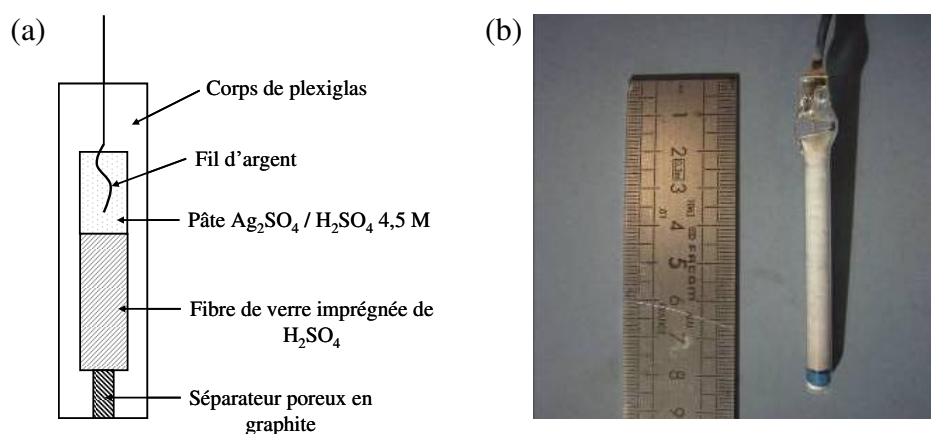 (a)
Corps de plexiglas
Fil d'argent
Pâte Ag₂SO₄ / H₂SO₄ 4,5 M
Fibre de verre imprégnée de
H₂SO₄
Séparateur poreux en
graphite
(b)
1
2
3
4
5
6
7
8
9
FACOM